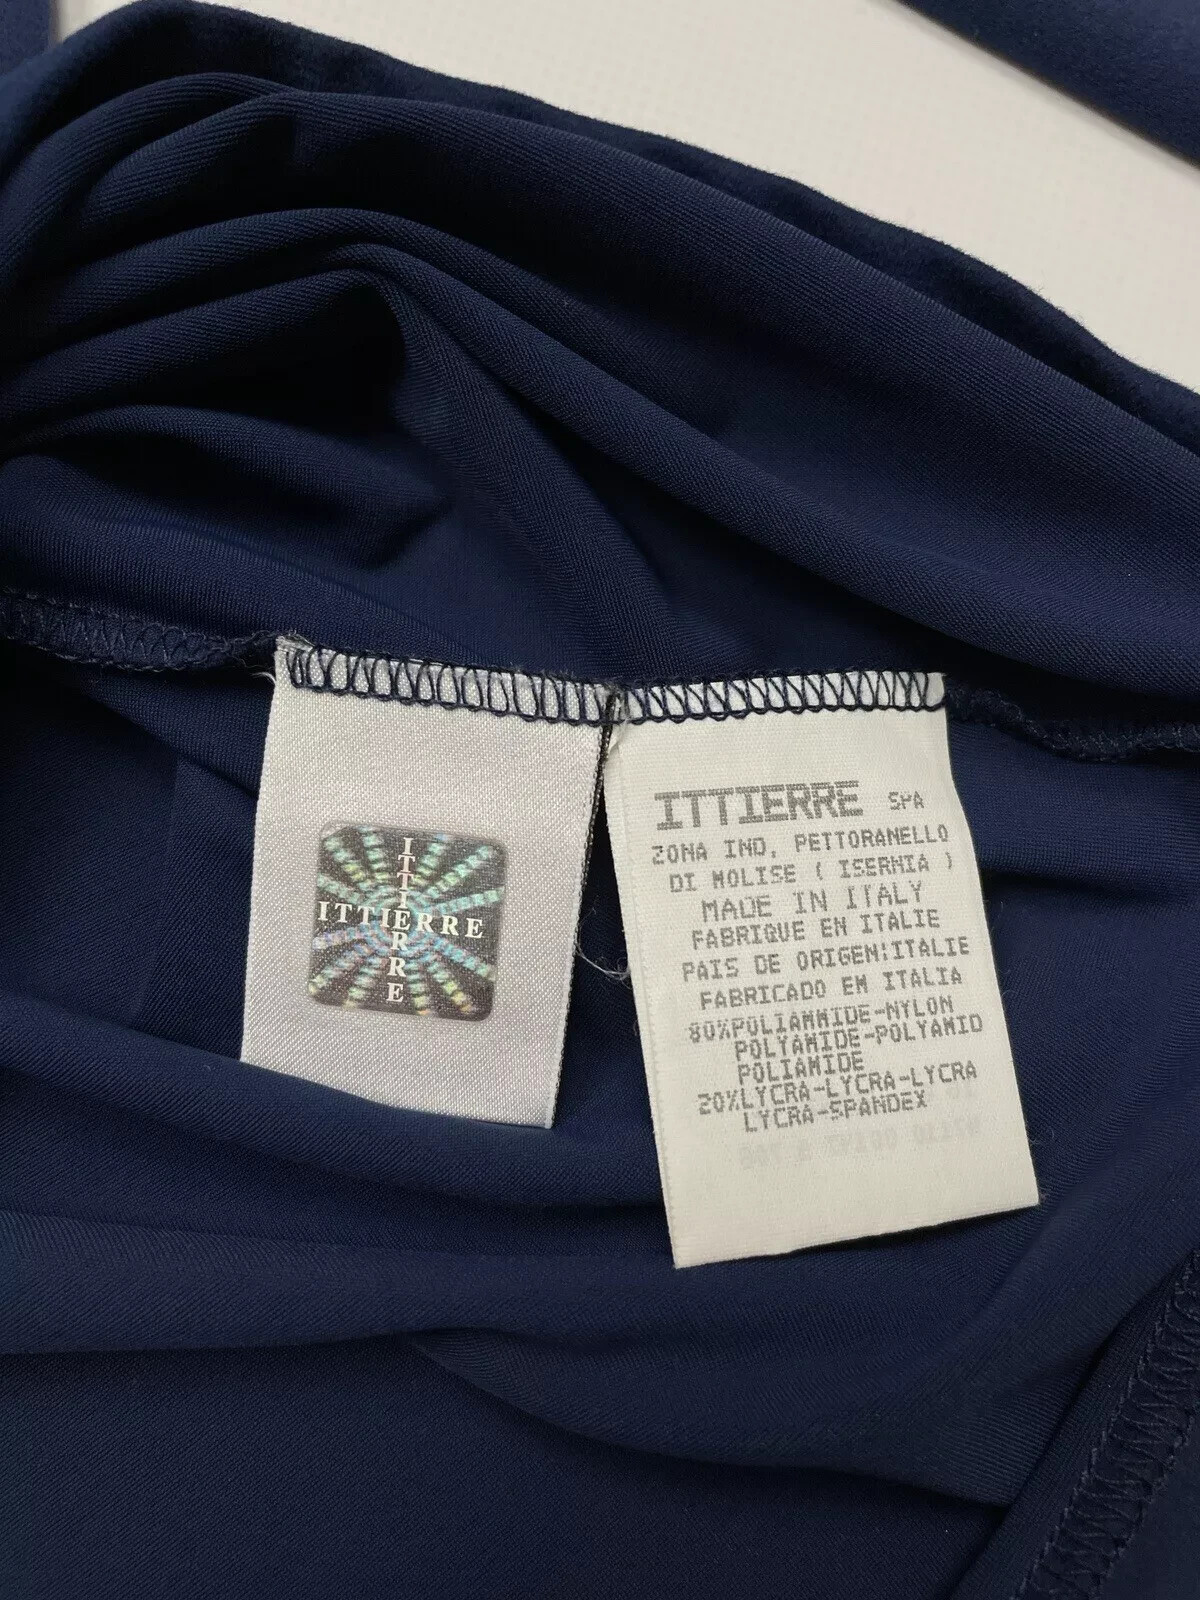 ITTIERRE
ITTIERRE
ITTIERRE SPA
ZONA IND. PETTORANELLO
DI MOLISE ( ISERNIA )
MADE IN ITALY
FABRIQUE EN ITALIE
PAIS DE ORIGEN:ITALIE
FABRICADO EM ITALIA
80%POLIAMMIDE-NYLON
POLYAMIDE-POLYAMID
POLIAMIDE
20%LYCRA-LYCRA-LYCRA
LYCRA-SPANDEX